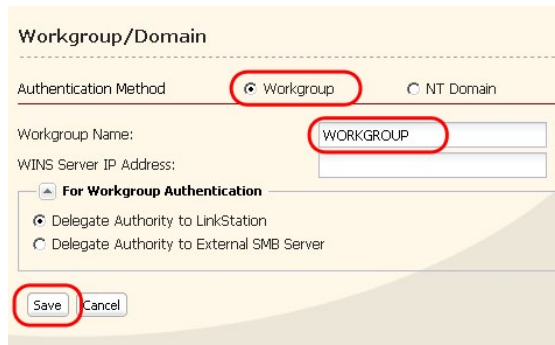 Workgroup/Domain
Authentication Method Workgroup NT Domain
Workgroup Name: WORKGROUP
WINS Server IP Address:
For Workgroup Authentication
Delegate Authority to LinkStation
Delegate Authority to External SMB Server
Save Cancel